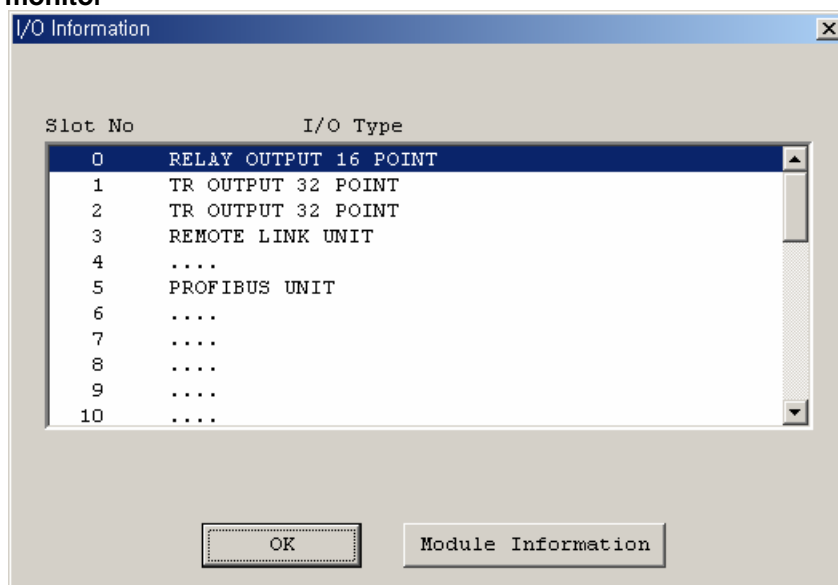 monitor
I/O Information
Slot No I/O Type
0 RELAY OUTPUT 16 POINT
1 TR OUTPUT 32 POINT
2 TR OUTPUT 32 POINT
3 REMOTE LINK UNIT
4 ....
5 PROFIBUS UNIT
6 ....
7 ....
8 ....
9 ....
10 ....
OK Module Information